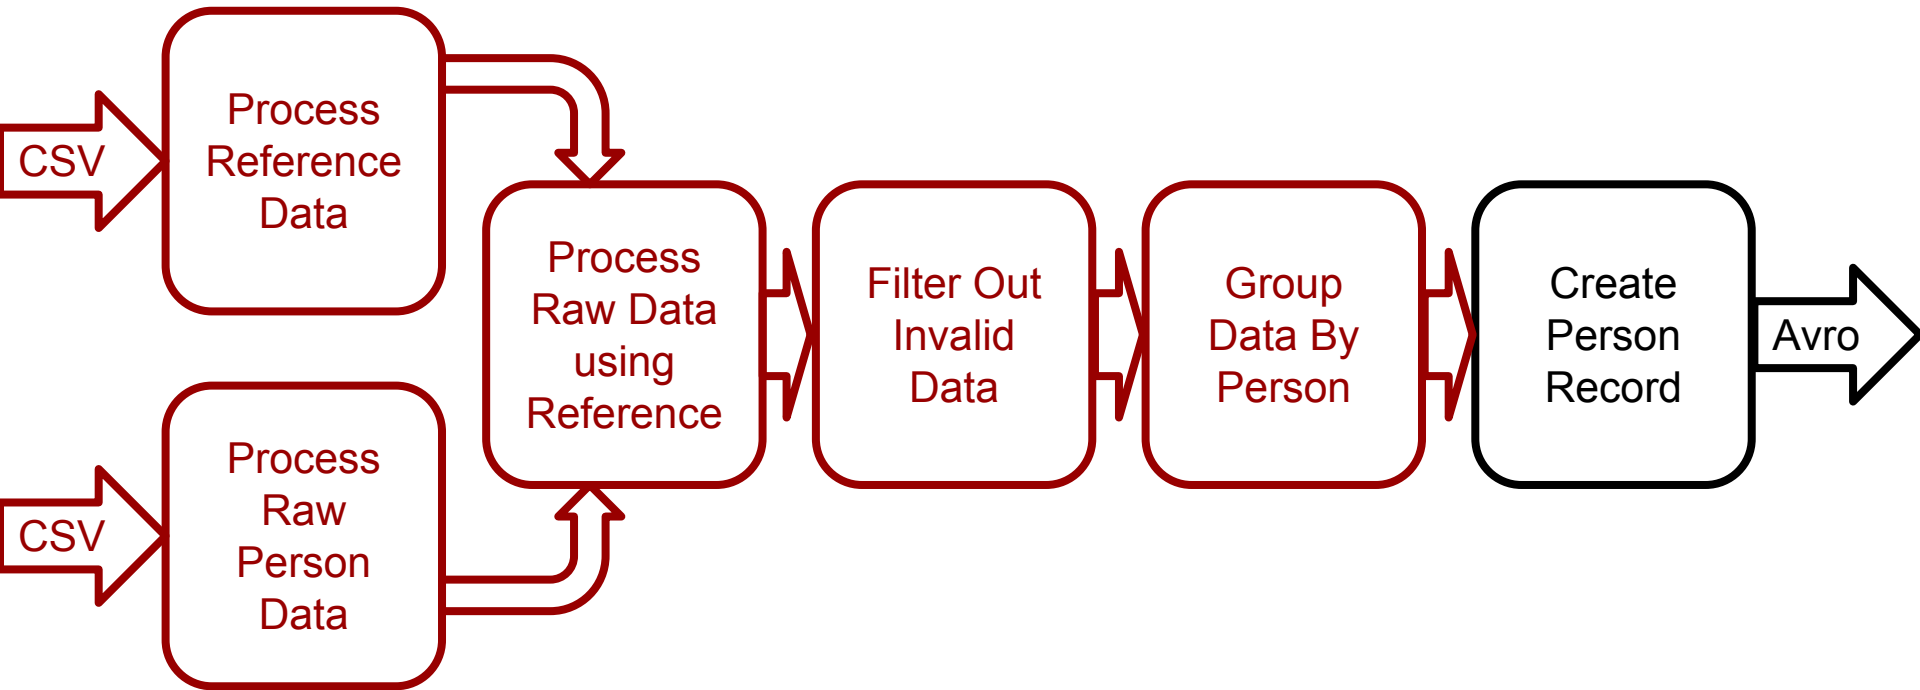 CSV
Process
Reference
Data
CSV
Process
Raw
Person
Data
Process
Raw Data
using
Reference
Filter Out
Invalid
Data
Group
Data By
Person
Create
Person
Record
Avro